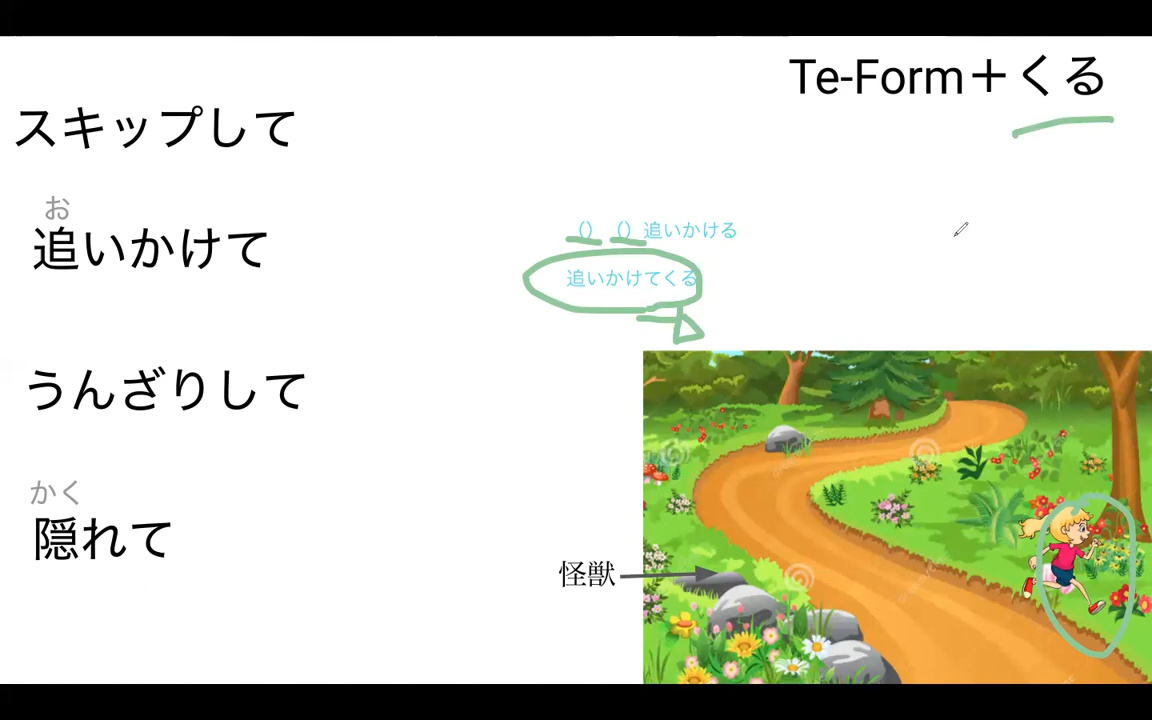 Te-Form＋くる
スキップして
お
追いかけて
（） （）追いかける
追いかけてくる
うんざりして
かく
隠れて
怪獣